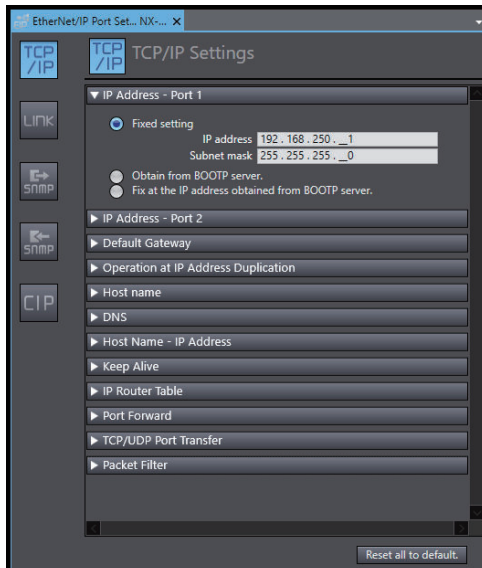 EtherNet/IP Port Set... NX-...
TCP/IP
TCP/IP TCP/IP Settings
IP Address - Port 1
LINK
Fixed setting
IP address 192 . 168 . 250 . __1
Subnet mask 255 . 255 . 255 . __0
SNMP
Obtain from BOOTP server.
Fix at the IP address obtained from BOOTP server.
IP Address - Port 2
SNMP
Default Gateway
Operation at IP Address Duplication
CIP
Host name
DNS
Host Name - IP Address
Keep Alive
IP Router Table
Port Forward
TCP/UDP Port Transfer
Packet Filter
Reset all to default.